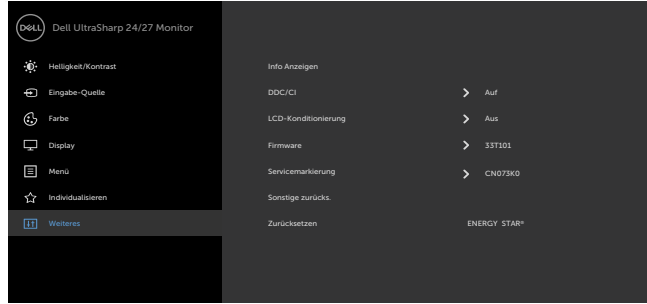 DELL Dell UltraSharp 24/27 Monitor
Helligkeit/Kontrast Info Anzeigen
Eingabe-Quelle DDC/CI Auf
Farbe LCD-Konditionierung Aus
Display Firmware 33T101
Menü Servicemarkierung CN073K0
Individualisieren Sonstige zurücks.
Weiteres Zurücksetzen ENERGY STAR®